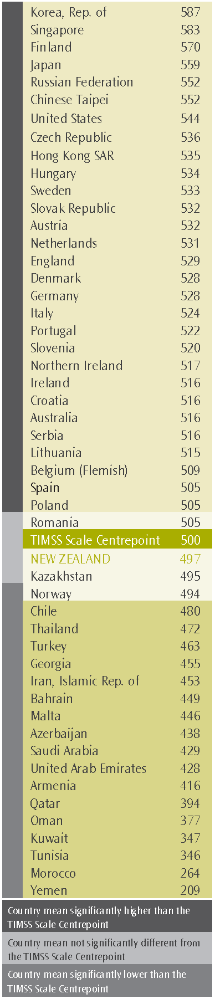 Korea, Rep. of 587
Singapore 583
Finland 570
Japan 559
Russian Federation 552
Chinese Taipei 552
United States 544
Czech Republic 536
Hong Kong SAR 535
Hungary 534
Sweden 533
Slovak Republic 532
Austria 532
Netherlands 531
England 529
Denmark 528
Germany 528
Italy 524
Portugal 522
Slovenia 520
Northern Ireland 517
Ireland 516
Croatia 516
Australia 516
Serbia 516
Lithuania 515
Belgium (Flemish) 509
Spain 505
Poland 505
Romania 505
TIMSS Scale Centrepoint 500
NEW ZEALAND 497
Kazakhstan 495
Norway 494
Chile 480
Thailand 472
Turkey 463
Georgia 455
Iran, Islamic Rep. of 453
Bahrain 449
Malta 446
Azerbaijan 438
Saudi Arabia 429
United Arab Emirates 428
Armenia 416
Qatar 394
Oman 377
Kuwait 347
Tunisia 346
Morocco 264
Yemen 209
Country mean significantly higher than the
TIMSS Scale Centrepoint
Country mean not significantly different from
the TIMSS Scale Centrepoint
Country mean significantly lower than the
TIMSS Scale Centrepoint